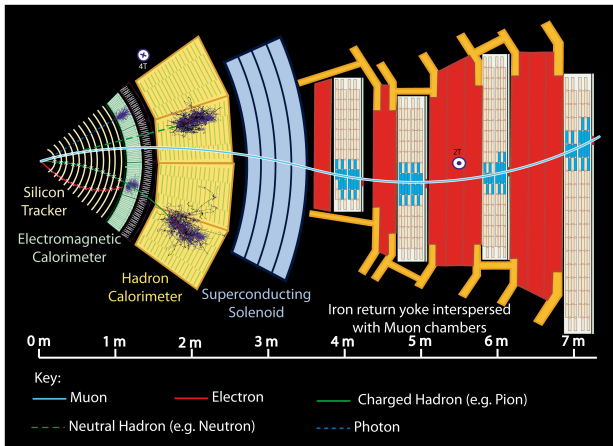 4T
2T
Silicon
Tracker
Electromagnetic
Calorimeter
Hadron
Calorimeter
Superconducting
Solenoid
Iron return yoke interspersed
with Muon chambers
0 m 1 m 2 m 3 m 4 m 5 m 6 m 7 m
Key:
Muon Electron Charged Hadron (e.g. Pion)
Neutral Hadron (e.g. Neutron) Photon